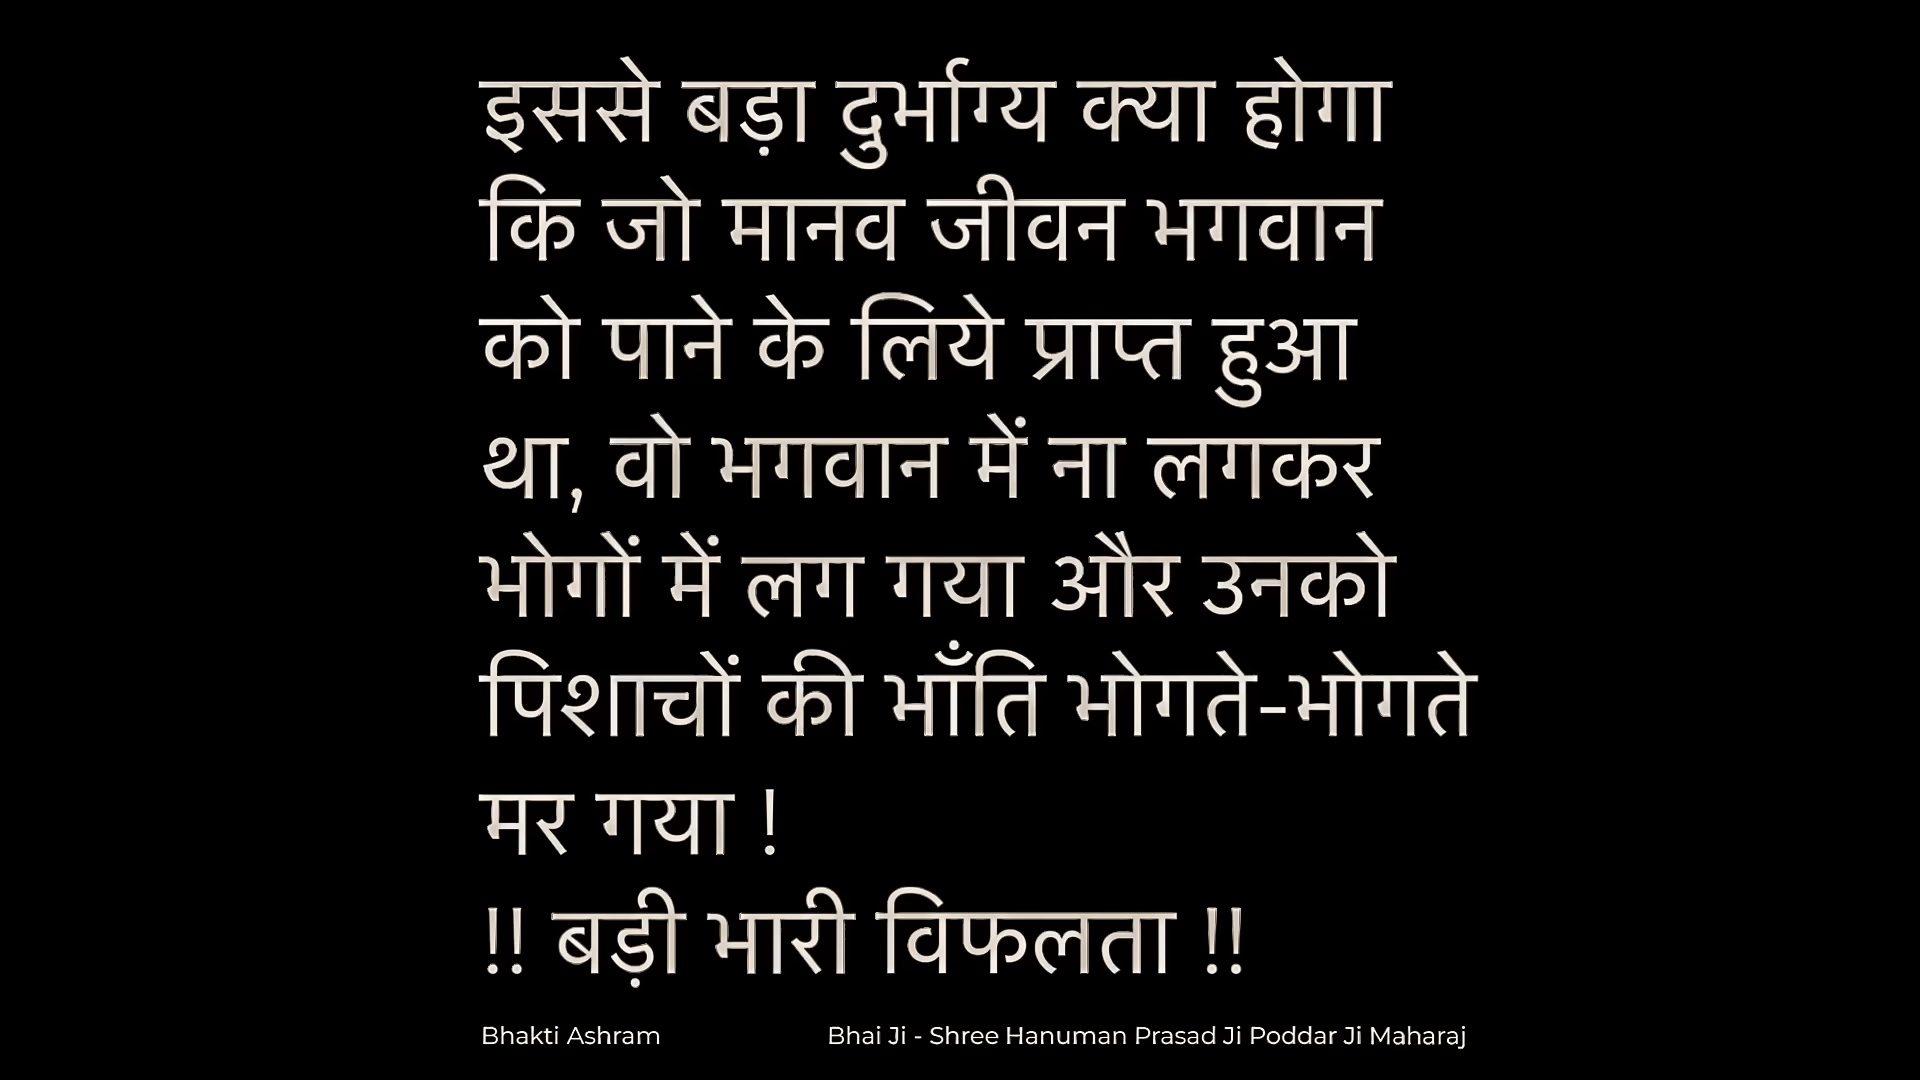 इससे बड़ा दुर्भाग्य क्या होगा
कि जो मानव जीवन भगवान
को पाने के लिये प्राप्त हुआ
था, वो भगवान में ना लगकर
भोगों में लग गया और उनको
पिशाचों की भाँति भोगते-भोगते
मर गया !
!! बड़ी भारी विफलता !!
Bhakti Ashram
Bhai Ji - Shree Hanuman Prasad Ji Poddar Ji Maharaj